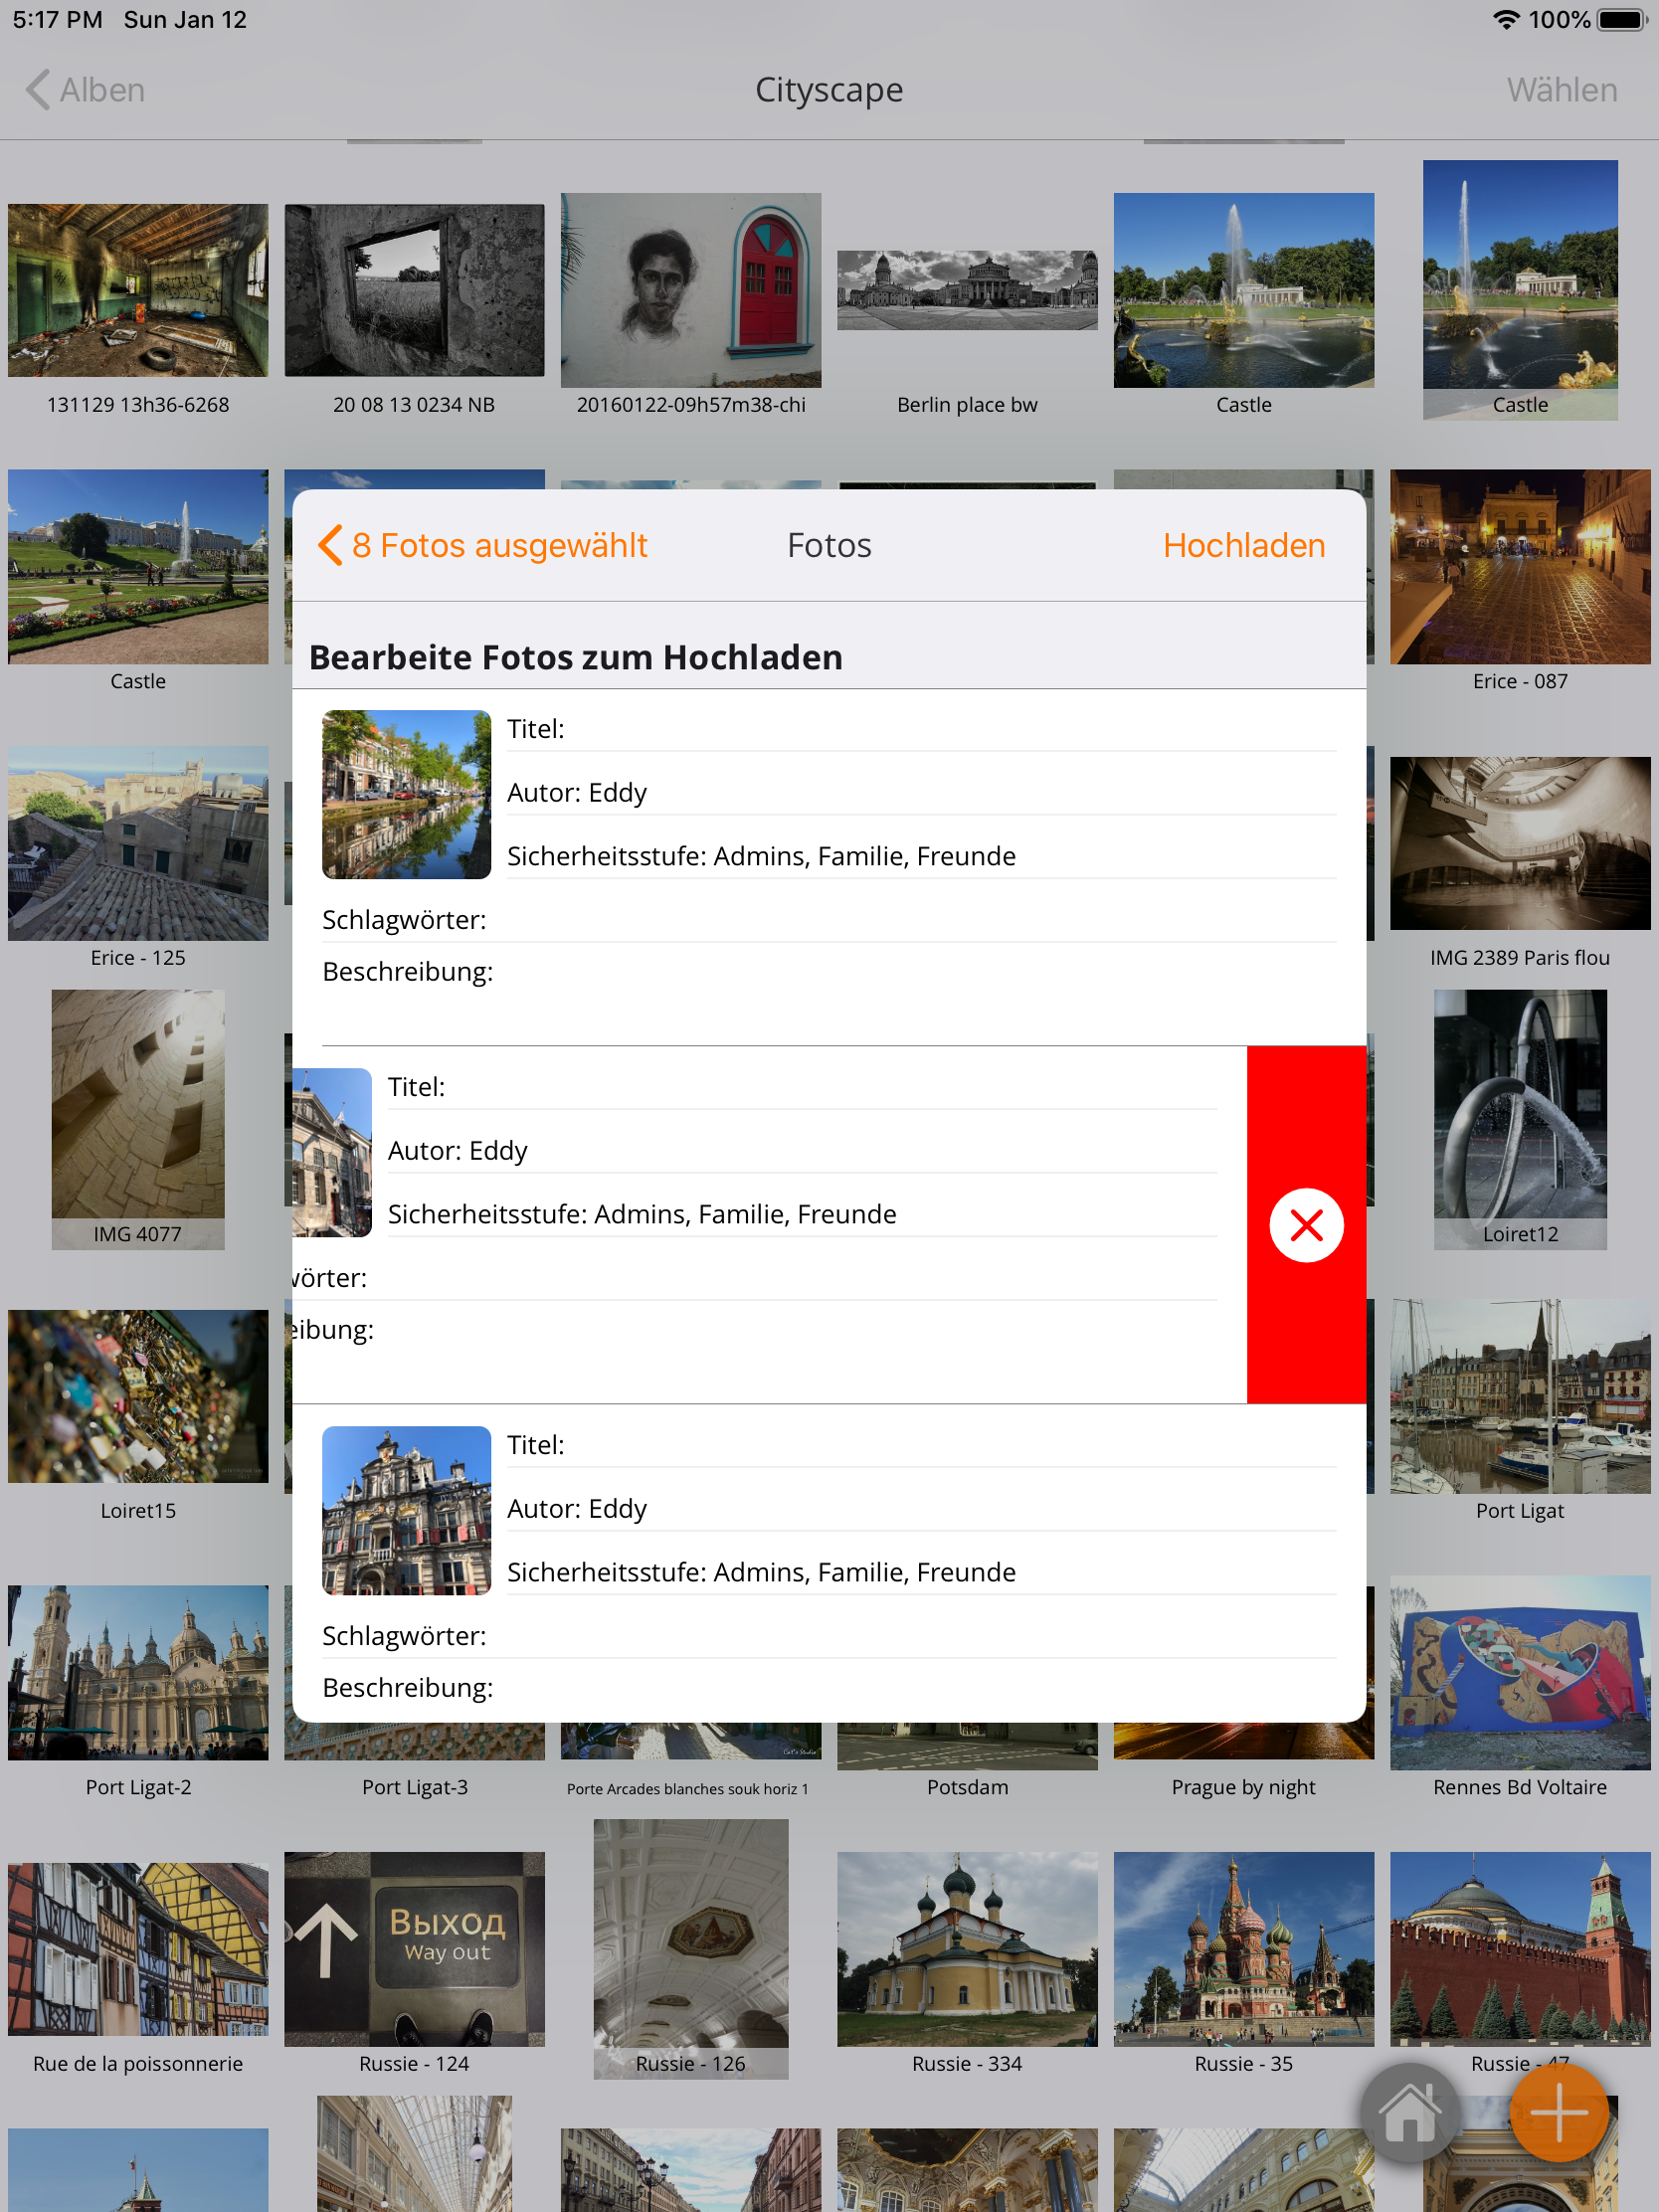 5:17 PM Sun Jan 12 100%
Alben Cityscape Wählen
131129 13h36-6268 20 08 13 0234 NB 20160122-09h57m38-chi Berlin place bw Castle Castle
8 Fotos ausgewählt Fotos Hochladen
Bearbeite Fotos zum Hochladen
Castle Erice - 087
Titel:
Autor: Eddy
Sicherheitsstufe: Admins, Familie, Freunde
Schlagwörter:
Beschreibung:
Erice - 125 IMG 2389 Paris flou
Titel:
Autor: Eddy
Sicherheitsstufe: Admins, Familie, Freunde
wörter:
eibung:
IMG 4077 Loiret12
Titel:
Autor: Eddy
Sicherheitsstufe: Admins, Familie, Freunde
Schlagwörter:
Beschreibung:
Loiret15 Port Ligat
Port Ligat-2 Port Ligat-3 Porte Arcades blanches souk horiz 1 Potsdam Prague by night Rennes Bd Voltaire
Выход
Way out
Rue de la poissonnerie Russie - 124 Russie - 126 Russie - 334 Russie - 35 Russie - 47